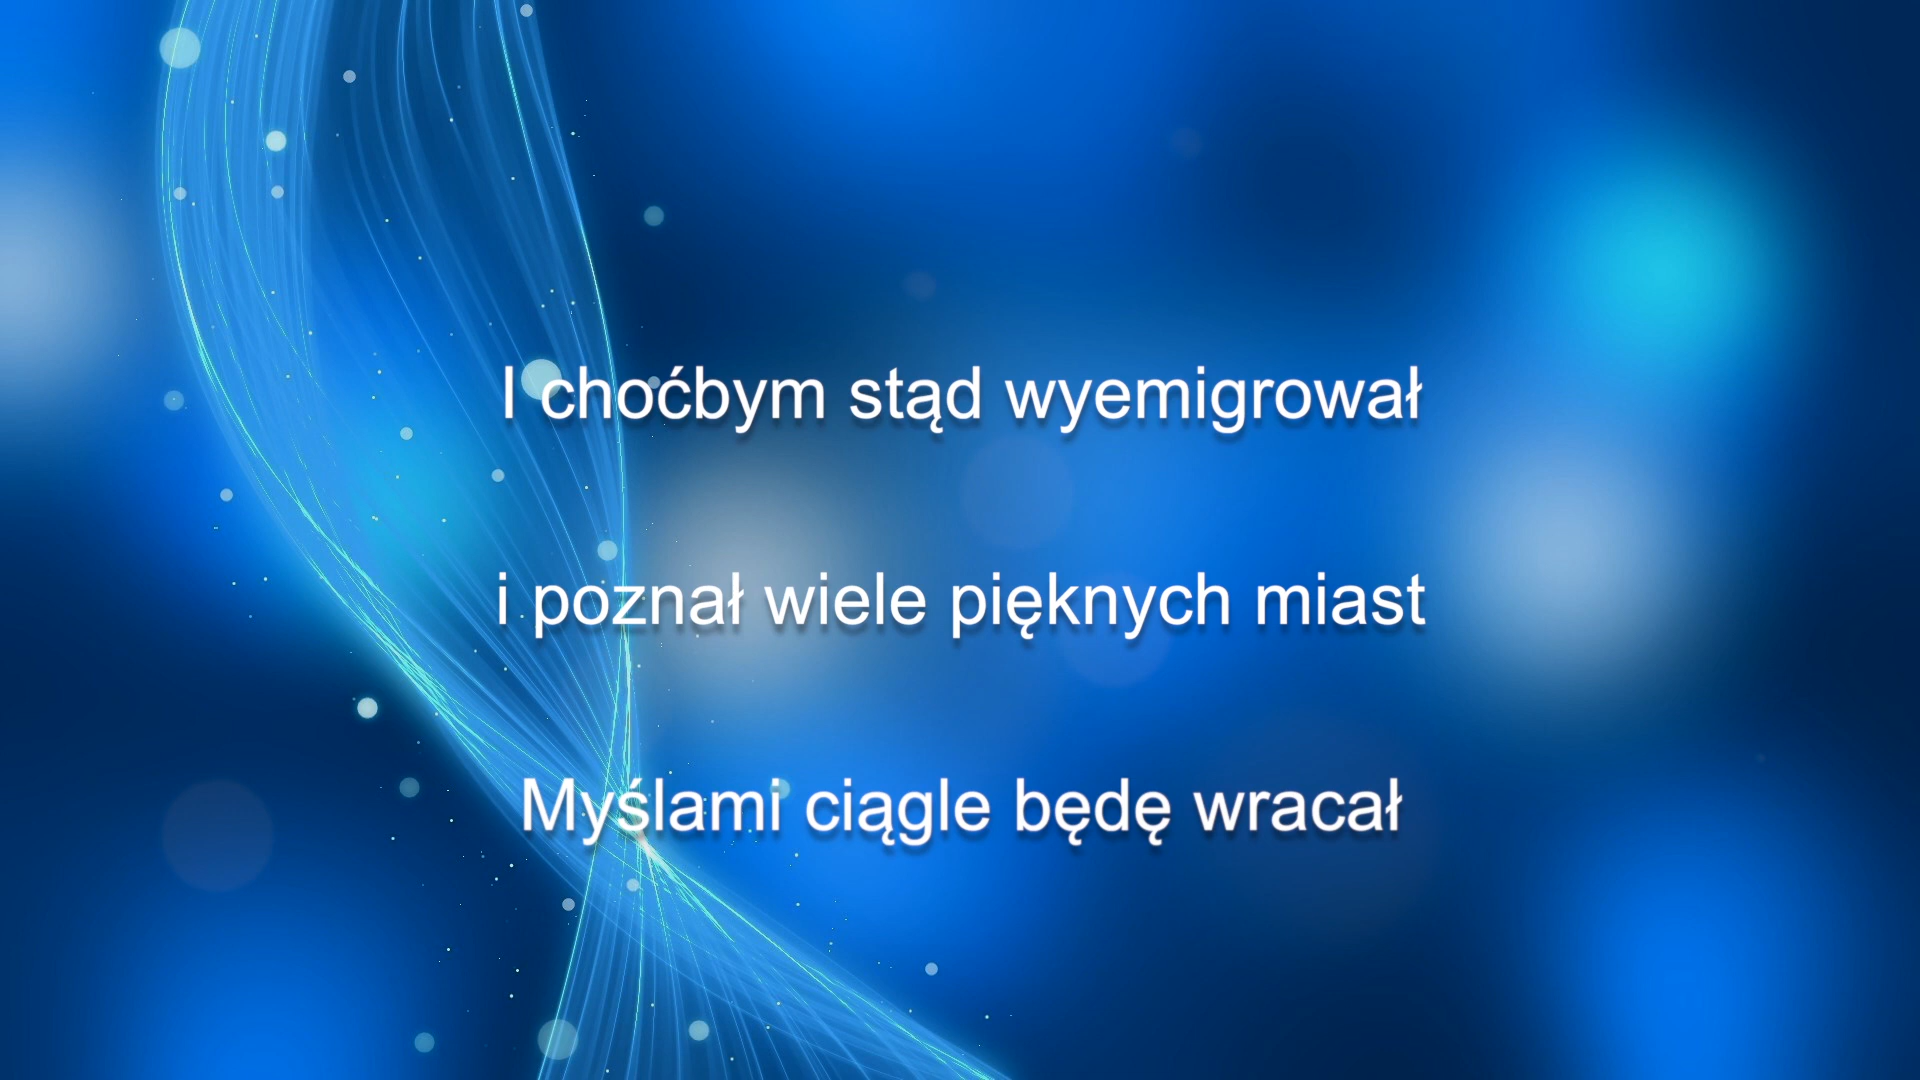 I choćbym stąd wyemigrował
i poznał wiele pięknych miast
Myślami ciągle będę wracał